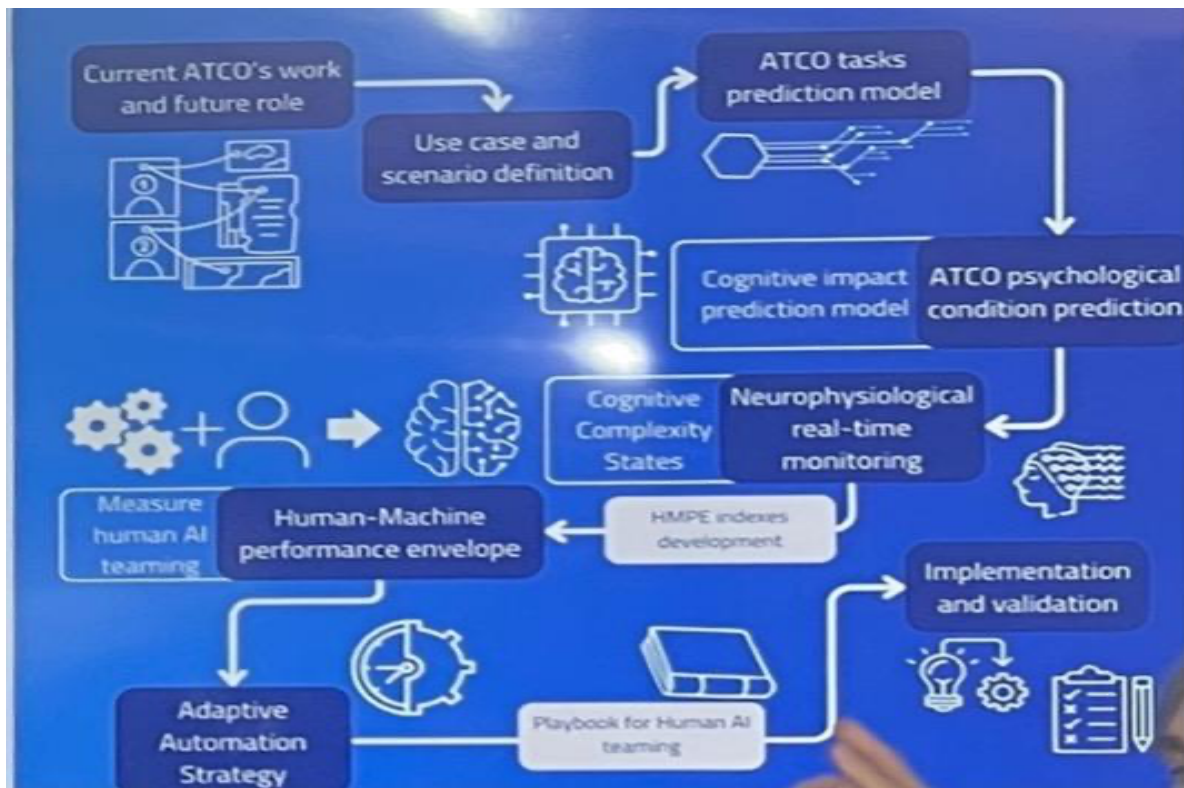 Current ATCO's work
and future role
Use case and
scenario definition
ATCO tasks
prediction model
1
2
Cognitive impact
prediction model
ATCO psychological
condition prediction
Cognitive
Complexity
States
Neurophysiological
real-time
monitoring
HMPE indexes
development
Measure
human AI
teaming
Human-Machine
performance envelope
Adaptive
Automation
Strategy
Playbook for Human AI
teaming
Implementation
and validation